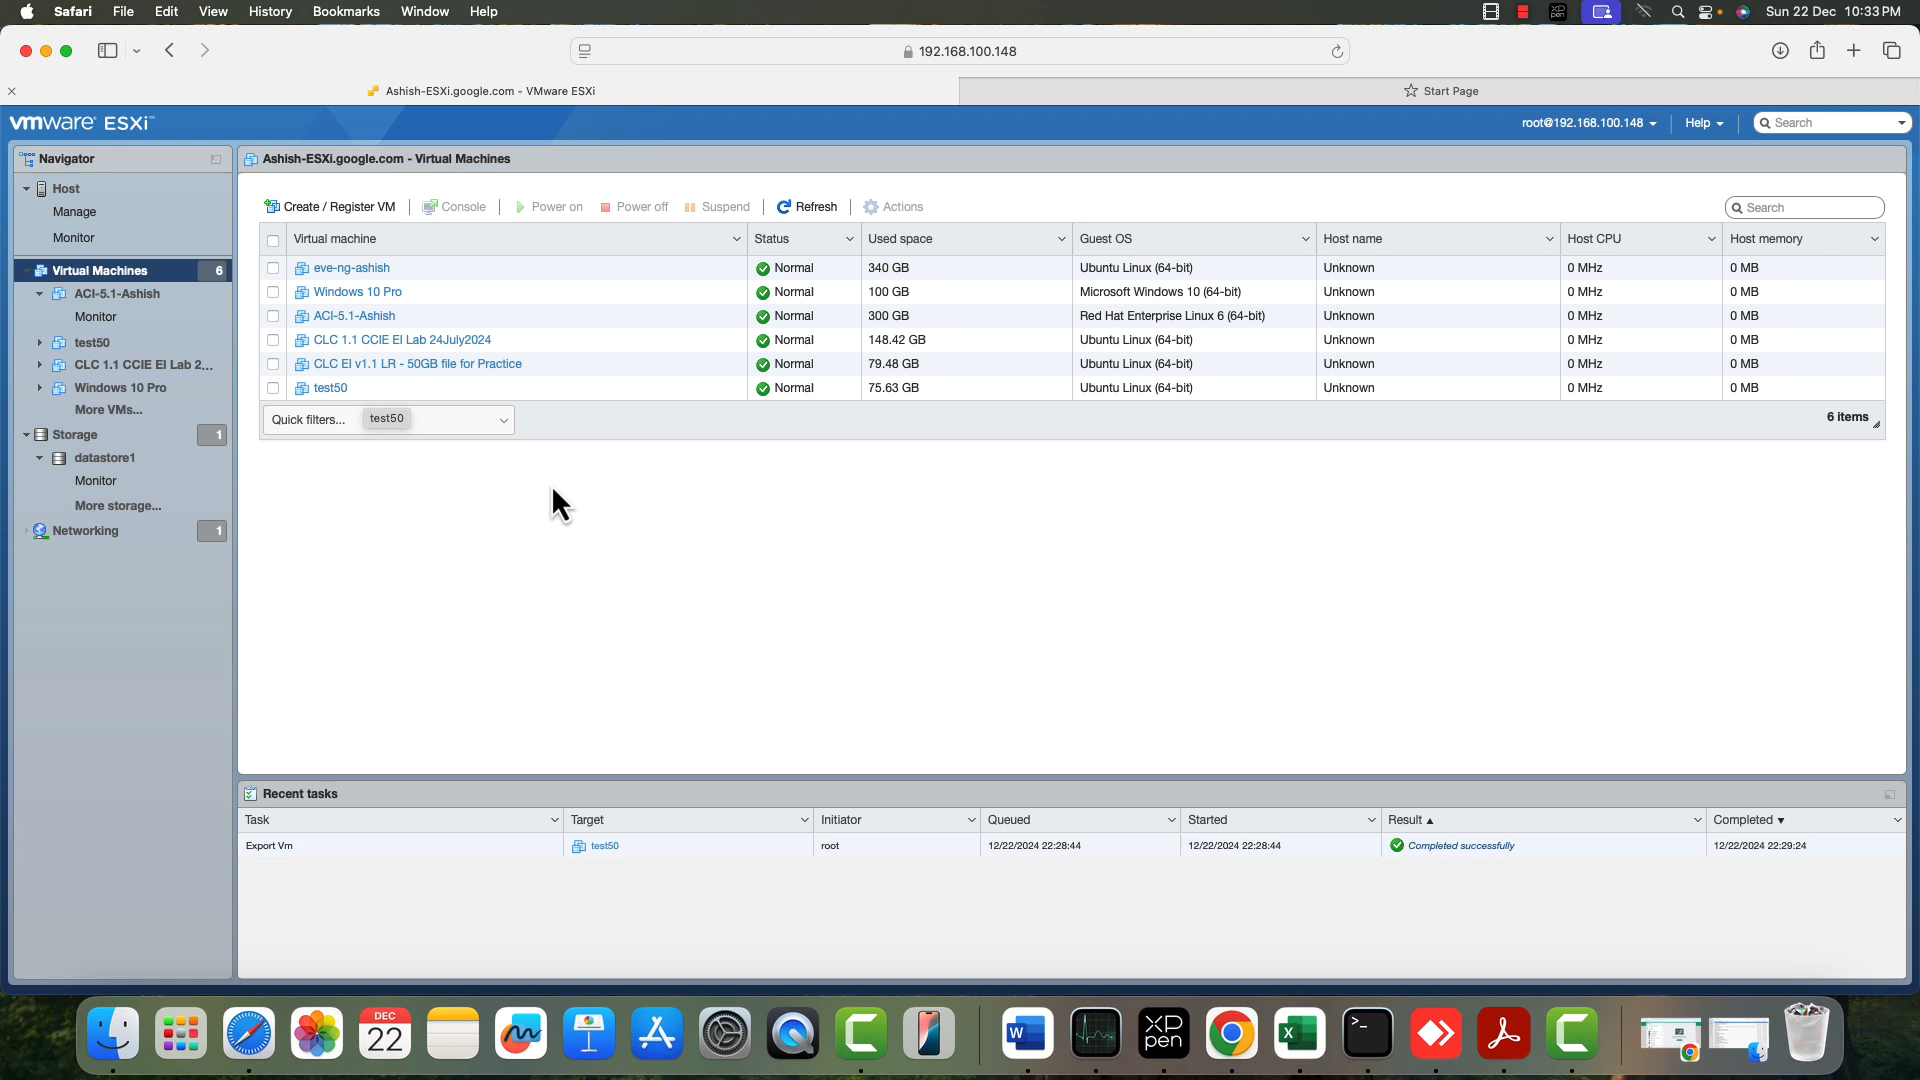 Safari File Edit View History Bookmarks Window Help
XP pen
Sun 22 Dec 10:33 PM
192.168.100.148
Ashish-ESXi.google.com - VMware ESXi
Start Page
vmware ESXi
root@192.168.100.148
Help
Search
Navigator
Host
Manage
Monitor
Virtual Machines 6
ACI-5.1-Ashish
Monitor
test50
CLC 1.1 CCIE EI Lab 2...
Windows 10 Pro
More VMs...
Storage 1
datastore1
Monitor
More storage...
Networking 1
Ashish-ESXi.google.com - Virtual Machines
Create / Register VM Console Power on Power off Suspend Refresh Actions
Search
Virtual machine Status Used space Guest OS Host name Host CPU Host memory
eve-ng-ashish Normal 340 GB Ubuntu Linux (64-bit) Unknown 0 MHz 0 MB
Windows 10 Pro Normal 100 GB Microsoft Windows 10 (64-bit) Unknown 0 MHz 0 MB
ACI-5.1-Ashish Normal 300 GB Red Hat Enterprise Linux 6 (64-bit) Unknown 0 MHz 0 MB
CLC 1.1 CCIE EI Lab 24July2024 Normal 148.42 GB Ubuntu Linux (64-bit) Unknown 0 MHz 0 MB
CLC EI v1.1 LR - 50GB file for Practice Normal 79.48 GB Ubuntu Linux (64-bit) Unknown 0 MHz 0 MB
test50 Normal 75.63 GB Ubuntu Linux (64-bit) Unknown 0 MHz 0 MB
Quick filters... test50
6 items
Recent tasks
Task Target Initiator Queued Started Result Completed
Export Vm test50 root 12/22/2024 22:28:44 12/22/2024 22:28:44 Completed successfully 12/22/2024 22:29:24
DEC
22
W
XP
pen
X
>_